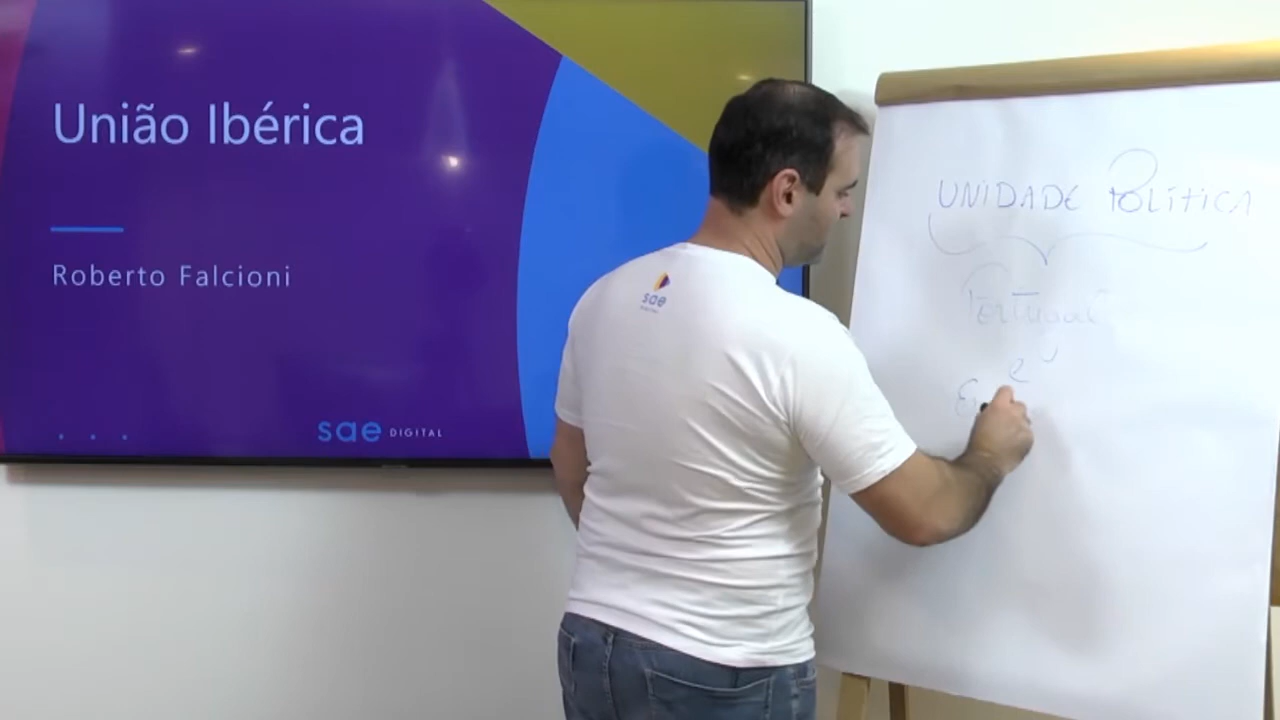 União Ibérica
Roberto Falcioni
sae DIGITAL
sae
UNIDADE POLÍTICA
Portugal
e